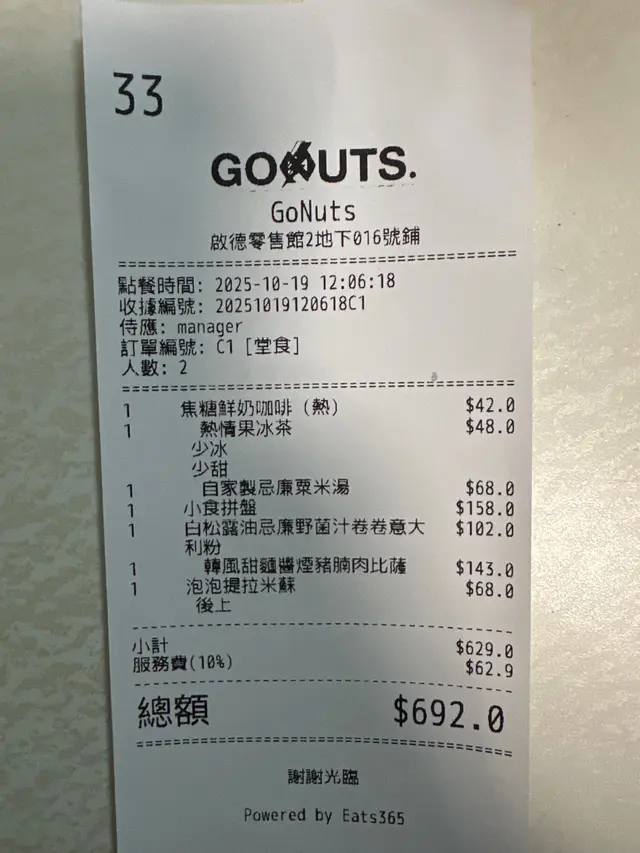 33
GONUTS.
GoNuts
啟德零售館2地下016號鋪
點餐時間: 2025-10-19 12:06:18
收據編號: 20251019120618C1
侍應: manager
訂單編號: C1 [堂食]
人數: 2
1 焦糖鮮奶咖啡 (熱) $42.0
1 熱情果冰茶 $48.0
少冰
少甜
1 自家製忌廉粟米湯 $68.0
1 小食拼盤 $158.0
1 白松露油忌廉野菌汁卷卷意大 $102.0
利粉
1 韓風甜麵醬煙豬腩肉比薩 $143.0
1 泡泡提拉米蘇 $68.0
後上
小計 $629.0
服務費(10%) $62.9
總額 $692.0
謝謝光臨
Powered by Eats365